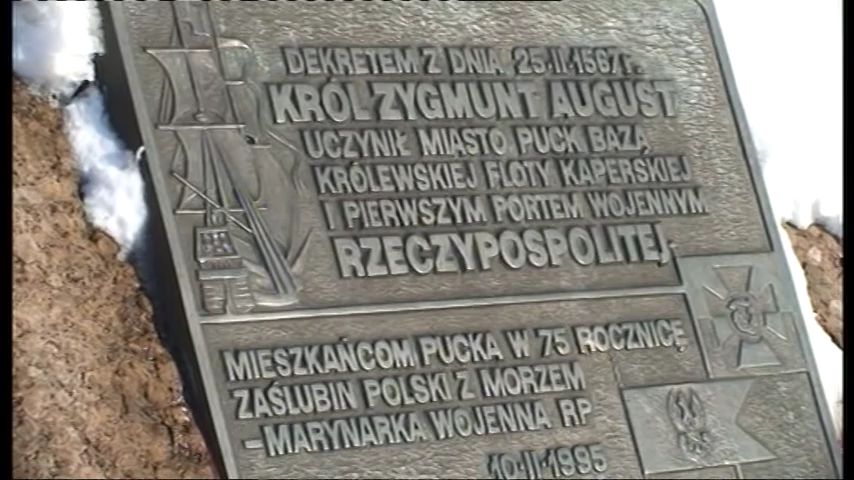 DEKRETEM Z DNIA 25·II·1567 r.
KRÓL ZYGMUNT AUGUST
UCZYNIŁ MIASTO PUCK BAZĄ
KRÓLEWSKIEJ FLOTY KAPERSKIEJ
I PIERWSZYM PORTEM WOJENNYM
RZECZYPOSPOLITEJ
MIESZKAŃCOM PUCKA W 75 ROCZNICĘ
ZAŚLUBIN POLSKI Z MORZEM
– MARYNARKA WOJENNA RP
10·II·1995